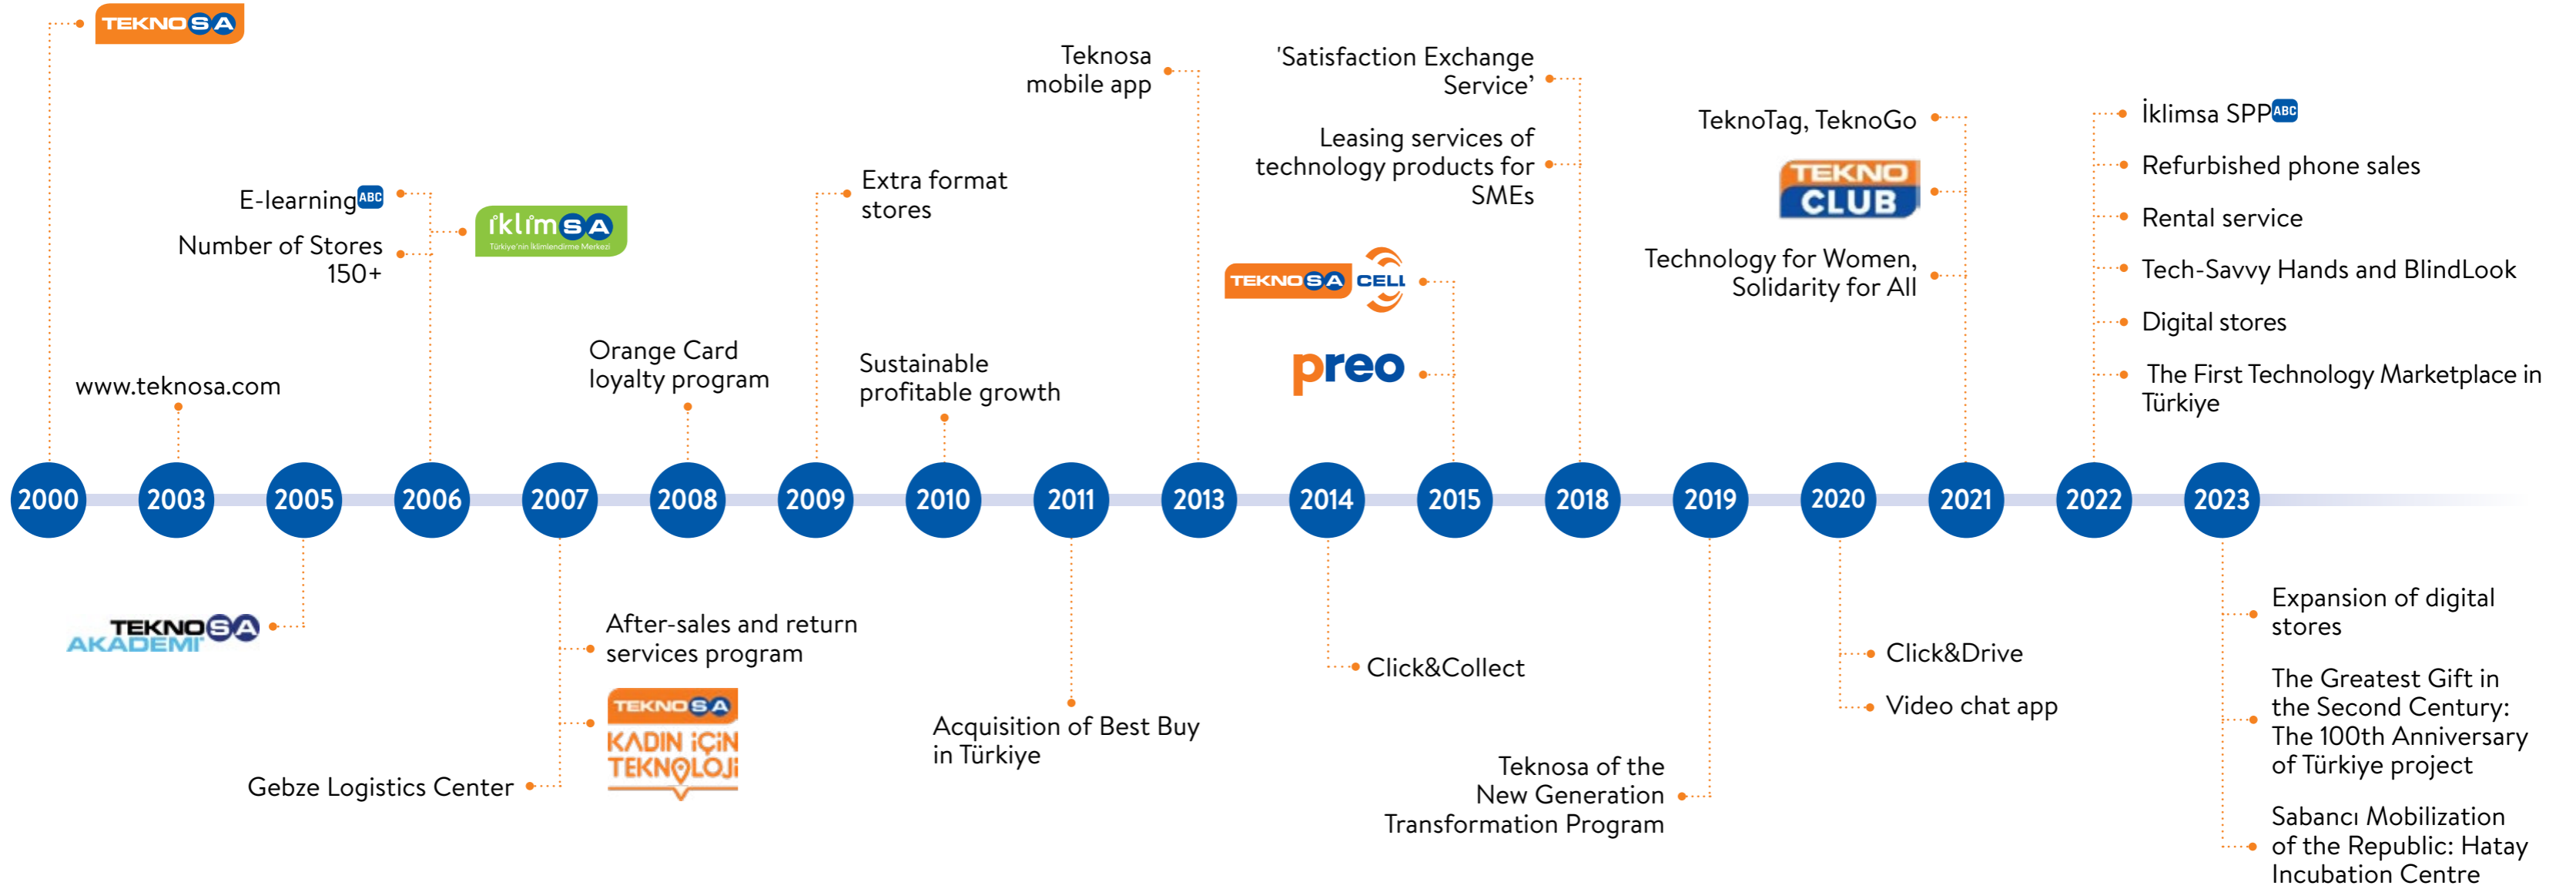 TEKNOSA
www.teknosa.com
E-learning ABC
Number of Stores
150+
iklimSA
Türkiye'nin İklimlendirme Merkezi
Orange Card
loyalty program
Extra format
stores
Sustainable
profitable growth
Teknosa
mobile app
TEKNOSA CELL
preo
'Satisfaction Exchange
Service’
Leasing services of
technology products for
SMEs
TeknoTag, TeknoGo
TEKNO
CLUB
Technology for Women,
Solidarity for All
İklimsa SPP ABC
Refurbished phone sales
Rental service
Tech-Savvy Hands and BlindLook
Digital stores
The First Technology Marketplace in
Türkiye
2000 2003 2005 2006 2007 2008 2009 2010 2011 2013 2014 2015 2018 2019 2020 2021 2022 2023
TEKNOSA
AKADEMI
After-sales and return
services program
TEKNOSA
KADIN İÇİN
TEKNOLOJİ
Gebze Logistics Center
Acquisition of Best Buy
in Türkiye
Click&Collect
Teknosa of the
New Generation
Transformation Program
Click&Drive
Video chat app
Expansion of digital
stores
The Greatest Gift in
the Second Century:
The 100th Anniversary
of Türkiye project
Sabancı Mobilization
of the Republic: Hatay
Incubation Centre